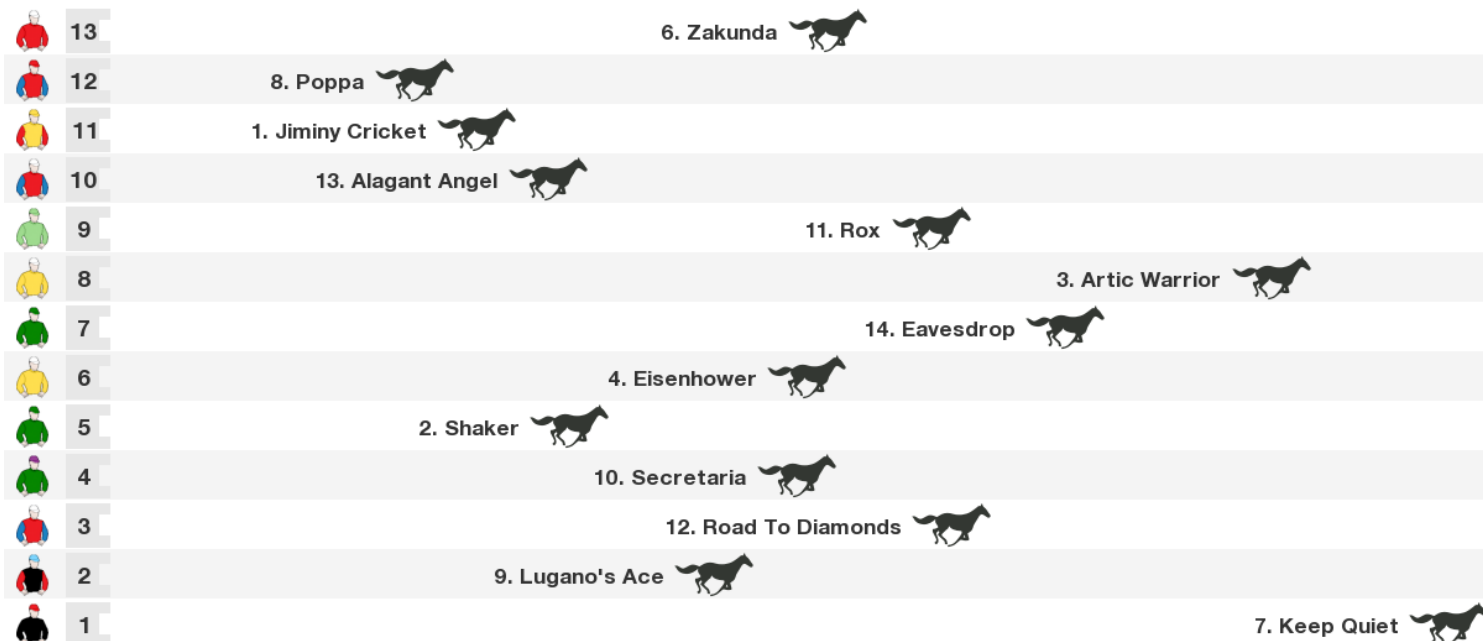 13 6. Zakunda
12 8. Poppa
11 1. Jiminy Cricket
10 13. Alagant Angel
9 11. Rox
8 3. Artic Warrior
7 14. Eavesdrop
6 4. Eisenhower
5 2. Shaker
4 10. Secretaria
3 12. Road To Diamonds
2 9. Lugano's Ace
1 7. Keep Quiet